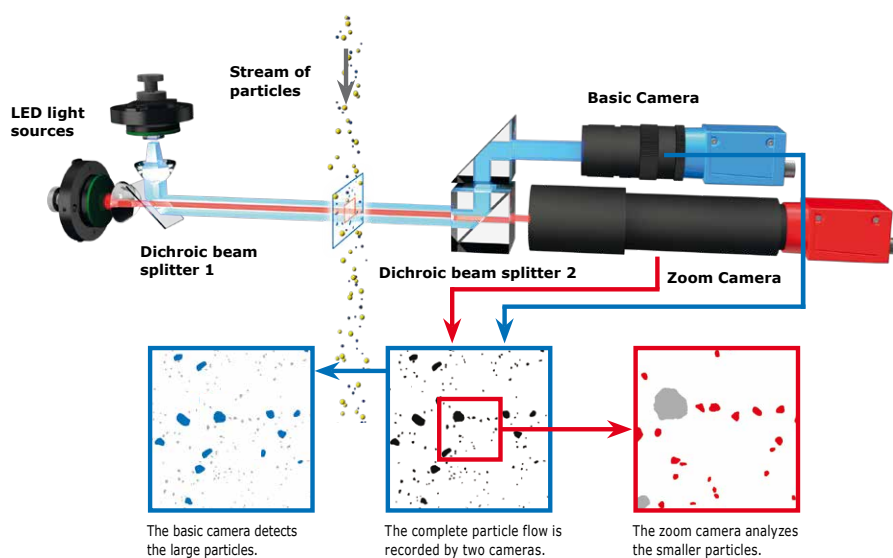 Stream of
particles
LED light
sources
Basic Camera
Dichroic beam
splitter 1
Dichroic beam splitter 2
Zoom Camera
The basic camera detects
the large particles.
The complete particle flow is
recorded by two cameras.
The zoom camera analyzes
the smaller particles.